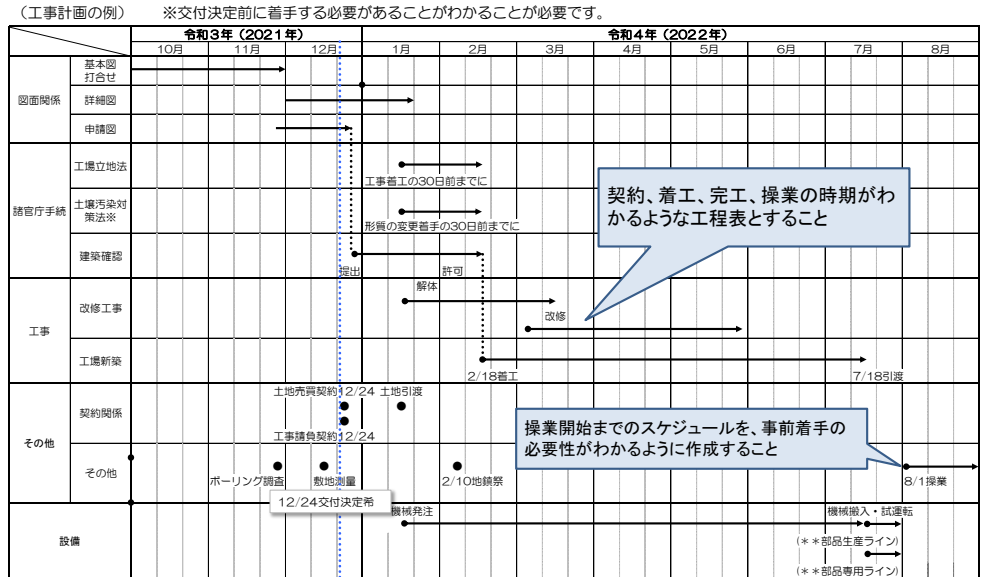 （工事計画の例）　※交付決定前に着手する必要があることがわかることが必要です。
令和3年（2021年） 令和4年（2022年）
10月 11月 12月 1月 2月 3月 4月 5月 6月 7月 8月
図面関係
基本図
打合せ
詳細図
申請図
諸官庁手続
工場立地法
工事着工の30日前までに
土壌汚染対
策法※
形質の変更着手の30日前までに
建築確認
提出 許可
契約、着工、完工、操業の時期がわ
かるような工程表とすること
工事
改修工事
解体
改修
工場新築
2/18着工 7/18引渡
その他
契約関係
土地売買契約12/24 土地引渡
工事請負契約12/24
操業開始までのスケジュールを、事前着手の
必要性がわかるように作成すること
その他
ボーリング調査 敷地測量 2/10地鎮祭 8/1操業
12/24交付決定希
設備
機械発注 機械搬入・試運転
(＊＊部品生産ライン)
(＊＊部品専用ライン)